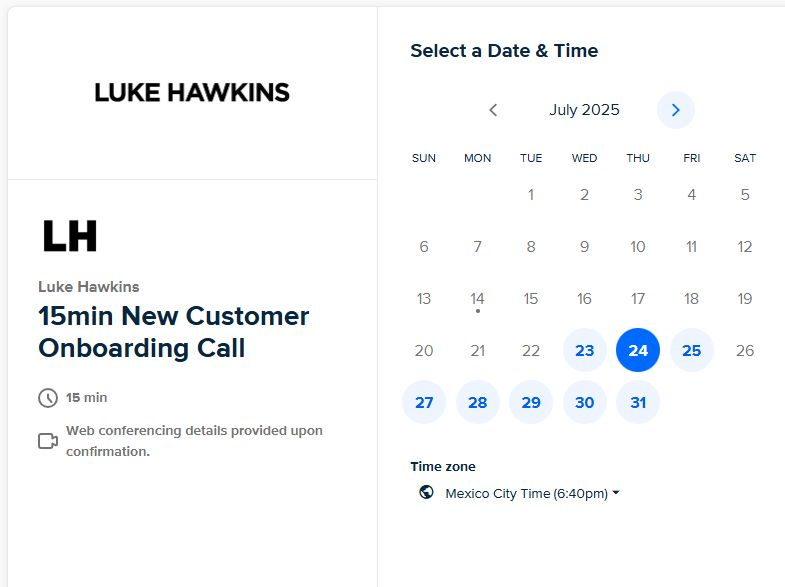 LUKE HAWKINS
LH
Luke Hawkins
15min New Customer
Onboarding Call
15 min
Web conferencing details provided upon
confirmation.
Select a Date & Time
July 2025
SUN MON TUE WED THU FRI SAT
1 2 3 4 5
6 7 8 9 10 11 12
13 14 15 16 17 18 19
20 21 22 23 24 25 26
27 28 29 30 31
Time zone
Mexico City Time (6:40pm)